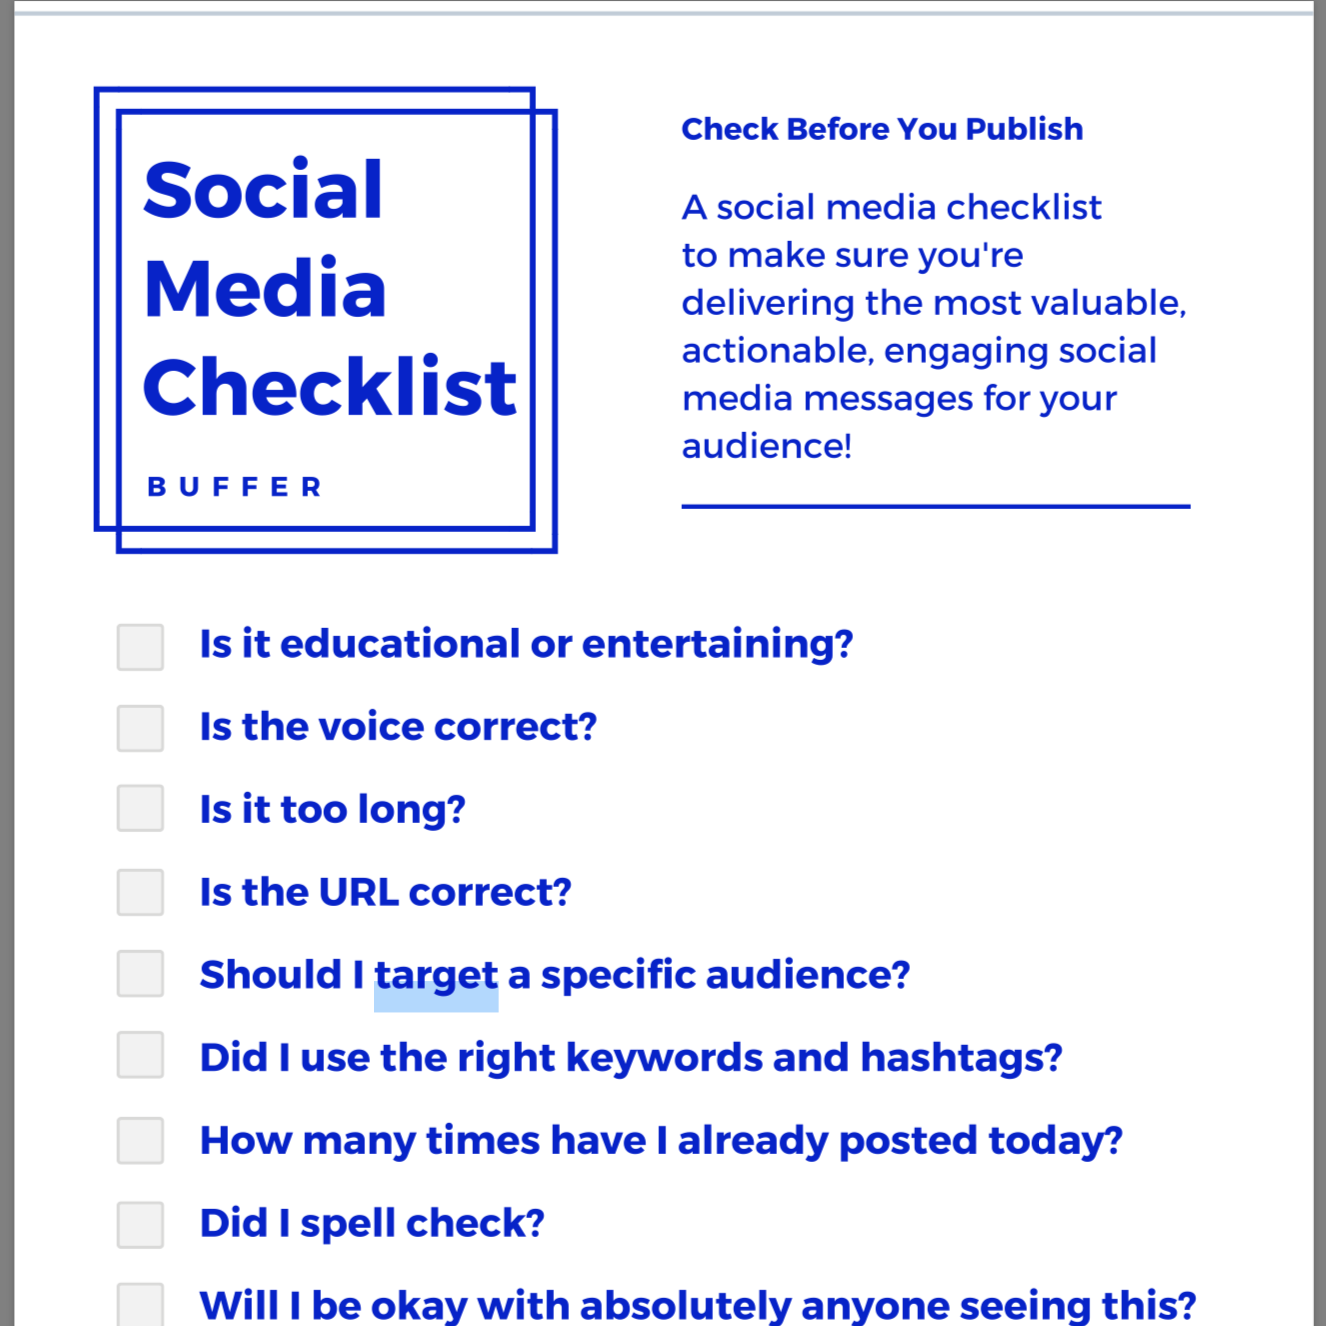 Social
Media
Checklist
BUFFER
Check Before You Publish
A social media checklist
to make sure you're
delivering the most valuable,
actionable, engaging social
media messages for your
audience!
Is it educational or entertaining?
Is the voice correct?
Is it too long?
Is the URL correct?
Should I target a specific audience?
Did I use the right keywords and hashtags?
How many times have I already posted today?
Did I spell check?
Will I be okay with absolutely anyone seeing this?